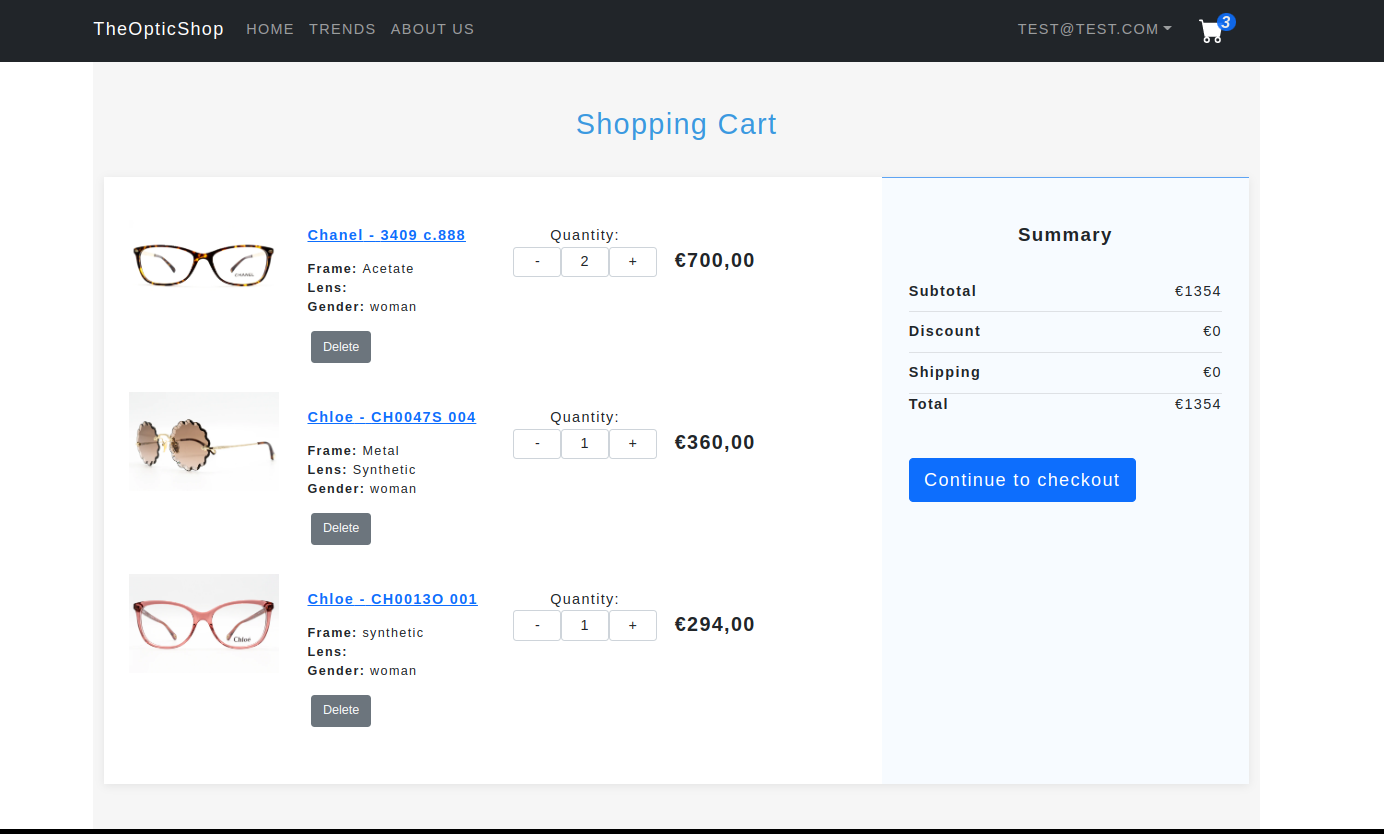 TheOpticShop HOME TRENDS ABOUT US TEST@TEST.COM 3
Shopping Cart
Chanel - 3409 c.888
Frame: Acetate
Lens:
Gender: woman
Delete
Quantity:
- 2 +
€700,00
CHANEL
Chloe - CH0047S 004
Frame: Metal
Lens: Synthetic
Gender: woman
Delete
Quantity:
- 1 +
€360,00
Chloe - CH0013O 001
Frame: synthetic
Lens:
Gender: woman
Delete
Quantity:
- 1 +
€294,00
Chloe
Summary
Subtotal €1354
Discount €0
Shipping €0
Total €1354
Continue to checkout